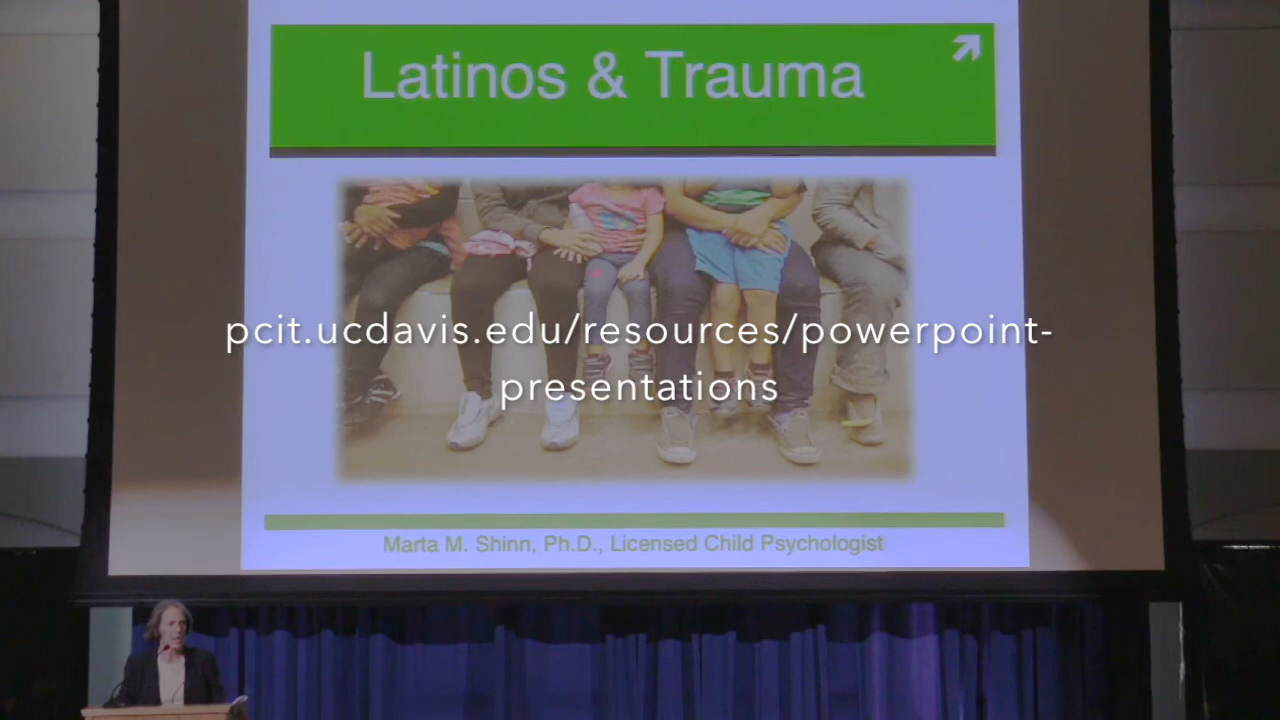 Latinos & Trauma
pcit.ucdavis.edu/resources/powerpoint-
presentations
Marta M. Shinn, Ph.D., Licensed Child Psychologist